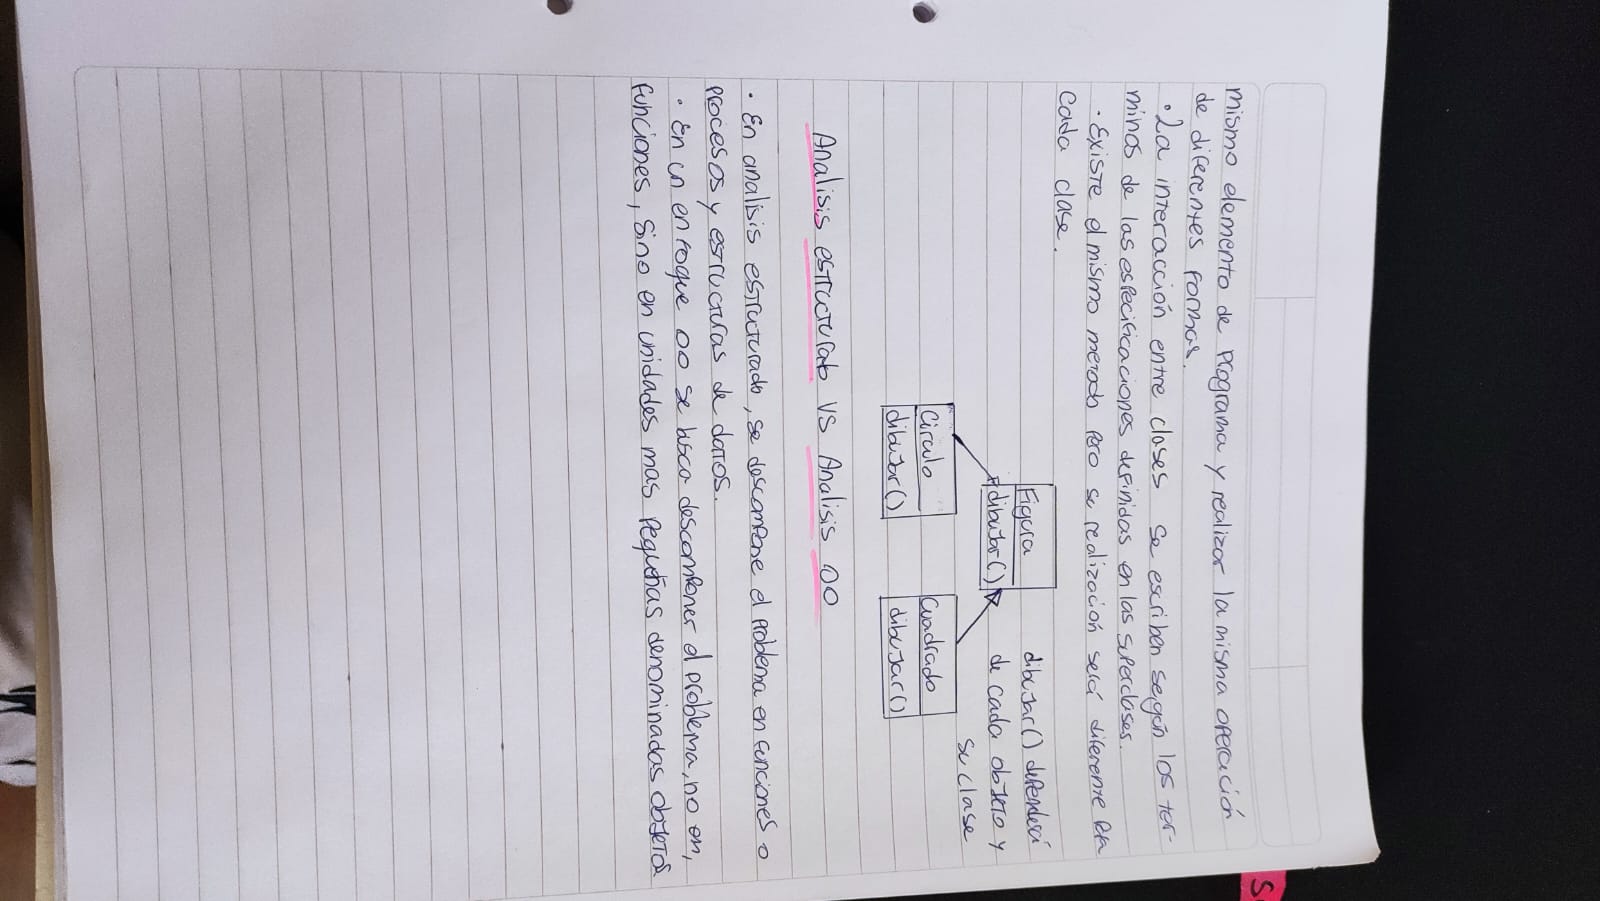 mismo elemento de programa y realizar la misma operación
de diferentes formas.
• La interacción entre clases se escriben según los ter-
minos de las especificaciones definidas en las superclases.
• Existe el mismo metodo pero su realización será diferente en
cada clase.
Figura
dibujar()
dibujar() dependerá
de cada objeto y
su clase
Circulo
dibujar()
Cuadrado
dibujar()
Analisis estructurado VS Analisis OO
• En analisis estructurado, se descompone el problema en funciones o
procesos y estructuras de datos.
• En un enfoque OO se busca descomponer el problema, no en,
funciones, sino en unidades mas pequeñas denominadas objetos